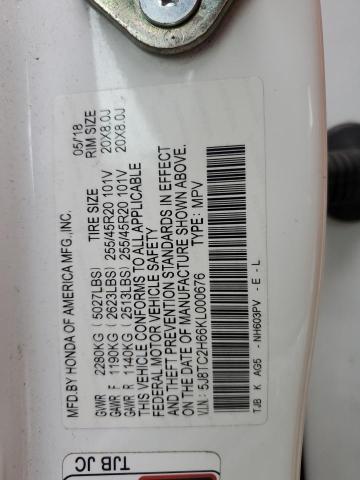 MFD.BY HONDA OF AMERICA MFG.,INC. 05/18
TIRE SIZE RIM SIZE
GVWR 2280KG (5027LBS)
GAWR F 1190KG (2623LBS) 255/45R20 101V 20X8.0J
GAWR R 1140KG (2513LBS) 255/45R20 101V 20X8.0J
THIS VEHICLE CONFORMS TO ALL APPLICABLE
FEDERAL MOTOR VEHICLE SAFETY
AND THEFT PREVENTION STANDARDS IN EFFECT
ON THE DATE OF MANUFACTURE SHOWN ABOVE.
V.I.N.: 5J8TC2H66KL000676 TYPE: MPV
TJB K AG5 - NH603PV - E - L
TJB JC